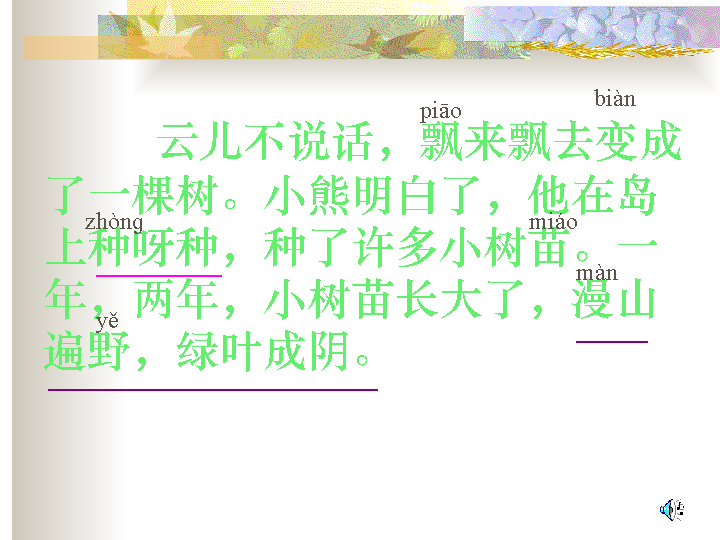 piāo biàn
云儿不说话，飘来飘去变成
了一棵树。小熊明白了，他在岛
zhòng miáo
上种呀种，种了许多小树苗。一
màn
年，两年，小树苗长大了，漫山
yě
遍野，绿叶成阴。